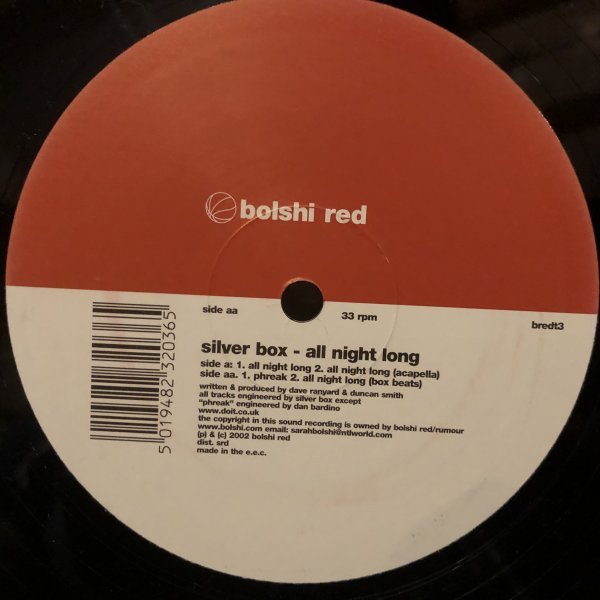 bolshi red
side aa
33 rpm
bredt3
silver box - all night long
side a: 1. all night long 2. all night long (acapella)
side aa. 1. phreak 2. all night long (box beats)
written & produced by dave ranyard & duncan smith
all tracks engineered by silver box except
"phreak" engineered by dan bardino
www.doit.co.uk
the copyright in this sound recording is owned by bolshi red/rumour
www.bolshi.com email: sarahbolshi@ntlworld.com
(p) & (c) 2002 bolshi red
dist. srd
made in the e.e.c.
5 019482 320365